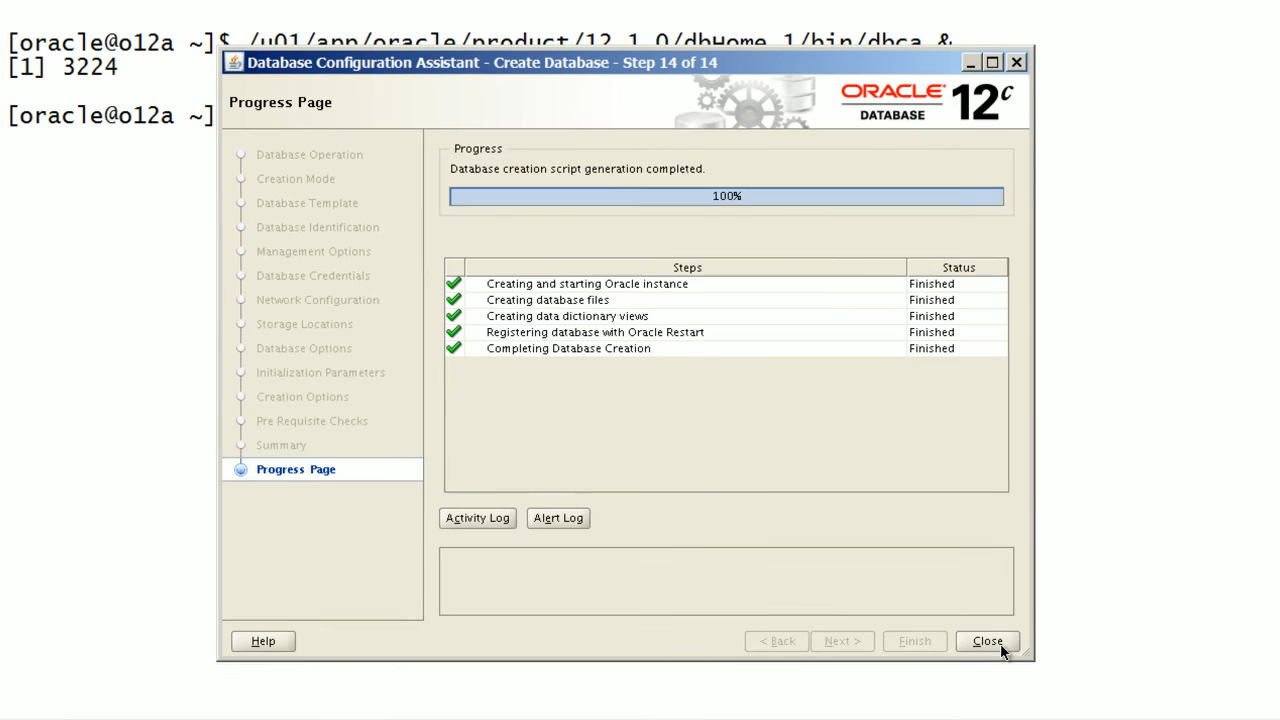 [oracle@o12a ~]$ /u01/app/oracle/product/12.1.0/dbHome_1/bin/dbca &
[1] 3224
[oracle@o12a ~]
Database Configuration Assistant - Create Database - Step 14 of 14
Progress Page
ORACLE
DATABASE
12c
Database Operation
Creation Mode
Database Template
Database Identification
Management Options
Database Credentials
Network Configuration
Storage Locations
Database Options
Initialization Parameters
Creation Options
Pre Requisite Checks
Summary
Progress Page
Progress
Database creation script generation completed.
100%
Steps Status
Creating and starting Oracle instance Finished
Creating database files Finished
Creating data dictionary views Finished
Registering database with Oracle Restart Finished
Completing Database Creation Finished
Activity Log Alert Log
Help < Back Next > Finish Close